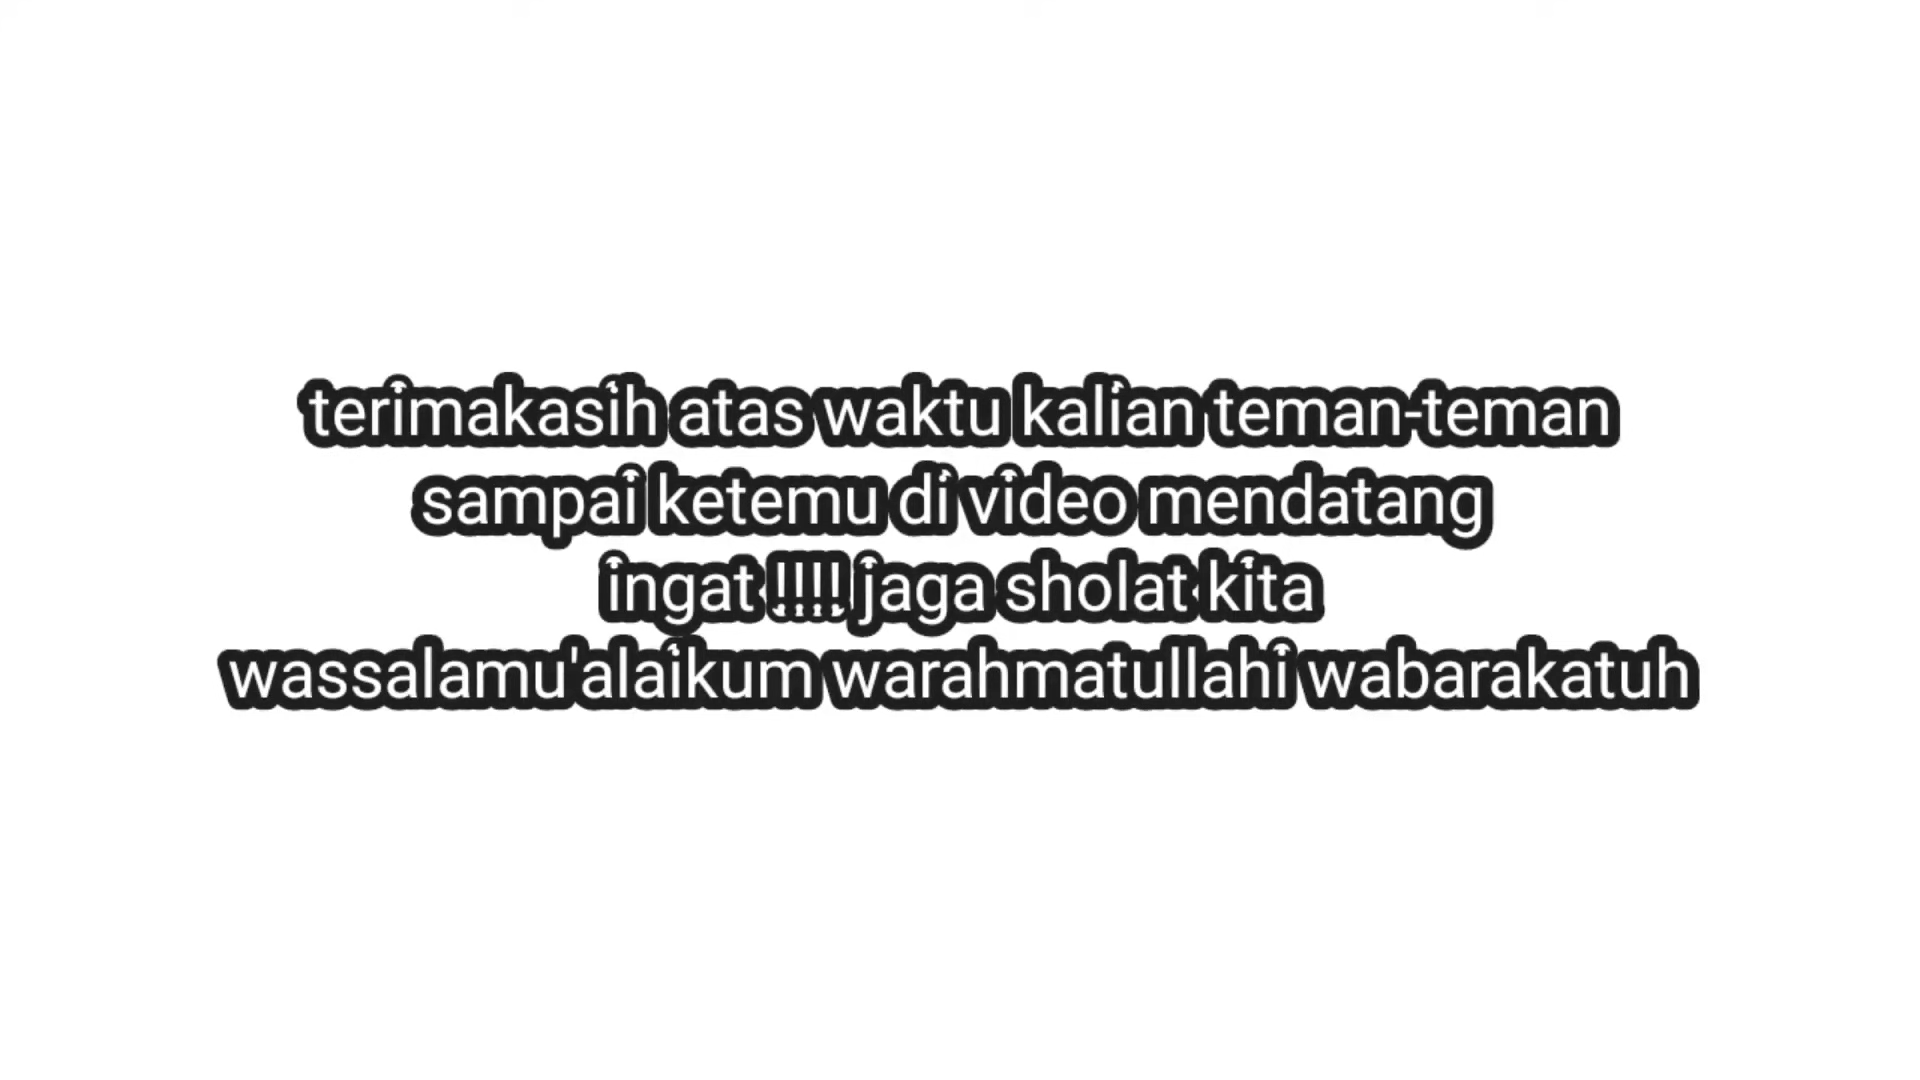 terimakasih atas waktu kalian teman-teman
sampai ketemu di video mendatang
ingat !!!! jaga sholat kita
wassalamu'alaikum warahmatullahi wabarakatuh